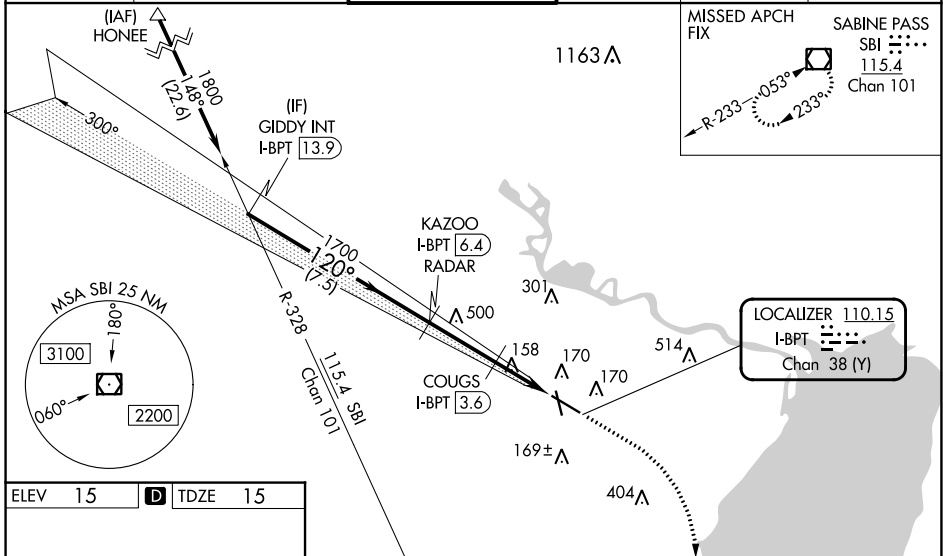 (IAF)
HONEE
1800
148°
(22.6)
300°
(IF)
GIDDY INT
I-BPT 13.9
1163
MISSED APCH
FIX
SABINE PASS
SBI
115.4
Chan 101
R-233
053°
233°
KAZOO
I-BPT 6.4
RADAR
1700
120°
(7.5)
500
301
MSA SBI 25 NM
180°
3100
060°
2200
R-328
115.4 SBI
Chan 101
158
170
170
514
COUGS
I-BPT 3.6
LOCALIZER 110.15
I-BPT
Chan 38 (Y)
169±
404
ELEV 15 D TDZE 15